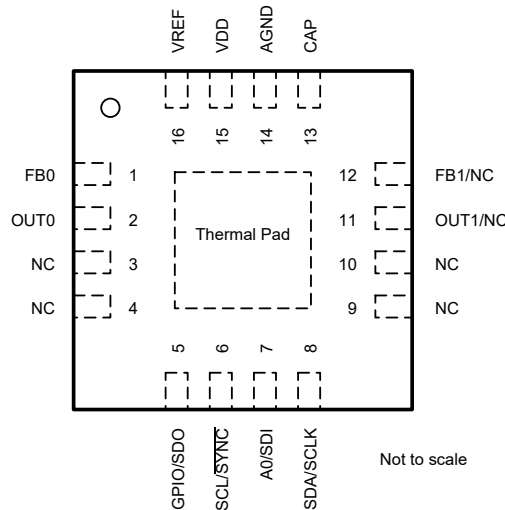 VREF
VDD
AGND
CAP
16
15
14
13
FB0 1
12 FB1/NC
OUT0 2
11 OUT1/NC
Thermal Pad
NC 3
10 NC
NC 4
9 NC
5
6
7
8
GPIO/SDO
SCL/SYNC
A0/SDI
SDA/SCLK
Not to scale